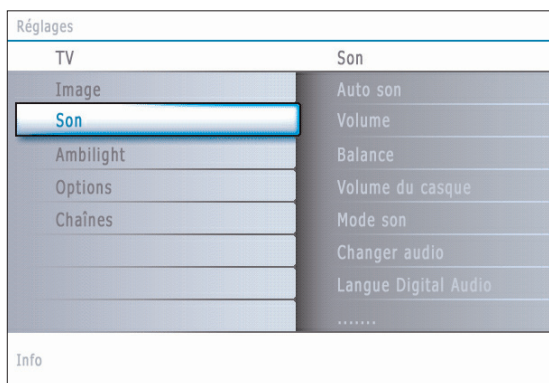 Réglages
TV
Son
Image
Son
Ambilight
Options
Chaînes
Auto son
Volume
Balance
Volume du casque
Mode son
Changer audio
Langue Digital Audio
.......
Info